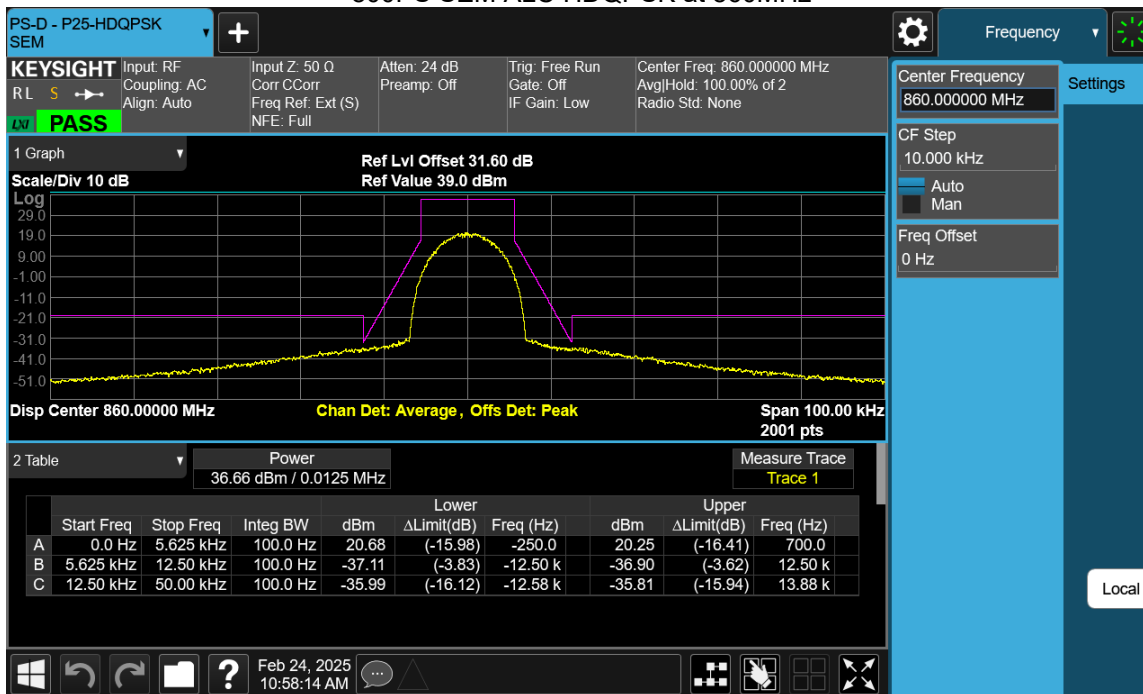 PS-D - P25-HDQPSK
SEM
Frequency
KEYSIGHT
RL S
LXI PASS
Input: RF
Coupling: AC
Align: Auto
Input Z: 50 Ω
Corr CCorr
Freq Ref: Ext (S)
NFE: Full
Atten: 24 dB
Preamp: Off
Trig: Free Run
Gate: Off
IF Gain: Low
Center Freq: 860.000000 MHz
Avg|Hold: 100.00% of 2
Radio Std: None
Center Frequency
860.000000 MHz
Settings
CF Step
10.000 kHz
Auto
Man
Freq Offset
0 Hz
Local
1 Graph
Scale/Div 10 dB
Ref Lvl Offset 31.60 dB
Ref Value 39.0 dBm
Log
29.0
19.0
9.00
-1.00
-11.0
-21.0
-31.0
-41.0
-51.0
Disp Center 860.00000 MHz
Chan Det: Average , Offs Det: Peak
Span 100.00 kHz
2001 pts
2 Table
Power
36.66 dBm / 0.0125 MHz
Measure Trace
Trace 1
Lower Upper
Start Freq Stop Freq Integ BW dBm ΔLimit(dB) Freq (Hz) dBm ΔLimit(dB) Freq (Hz)
A 0.0 Hz 5.625 kHz 100.0 Hz 20.68 (-15.98) -250.0 20.25 (-16.41) 700.0
B 5.625 kHz 12.50 kHz 100.0 Hz -37.11 (-3.83) -12.50 k -36.90 (-3.62) 12.50 k
C 12.50 kHz 50.00 kHz 100.0 Hz -35.99 (-16.12) -12.58 k -35.81 (-15.94) 13.88 k
Feb 24, 2025
10:58:14 AM